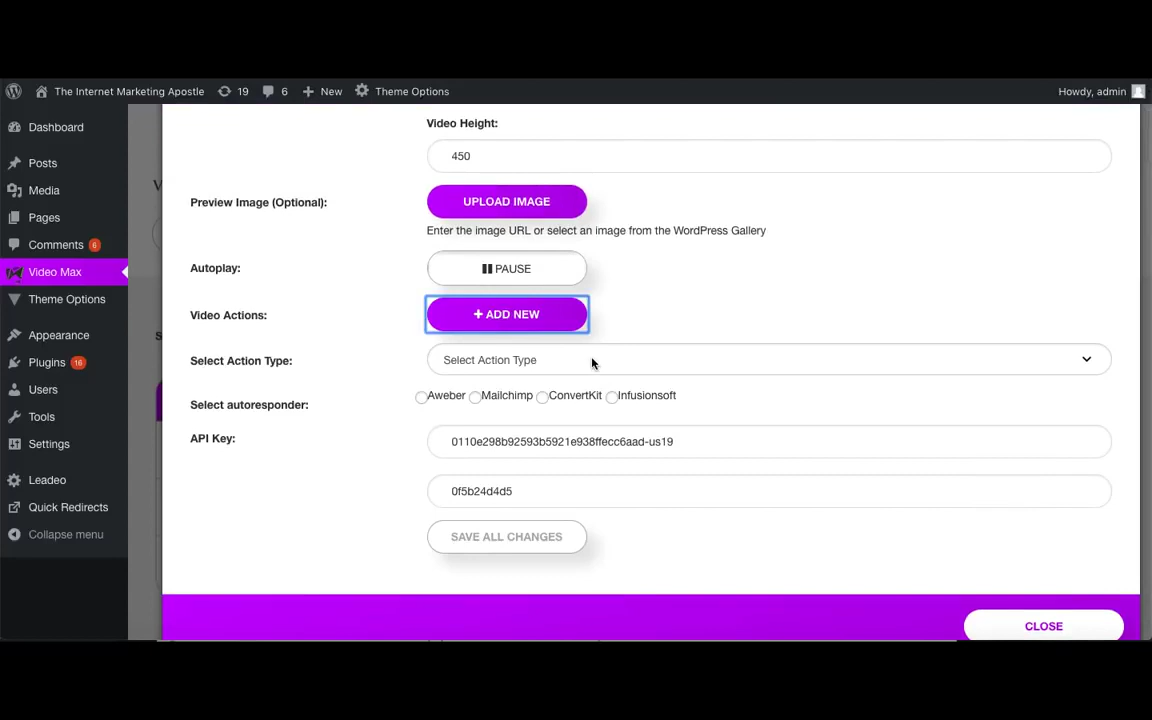 The Internet Marketing Apostle 19 6 New Theme Options Howdy, admin
Dashboard
Posts
Media
Pages
Comments 6
Video Max
Theme Options
Appearance
Plugins 16
Users
Tools
Settings
Leadeo
Quick Redirects
Collapse menu
Video Height:
450
Preview Image (Optional):
UPLOAD IMAGE
Enter the image URL or select an image from the WordPress Gallery
Autoplay:
PAUSE
Video Actions:
+ ADD NEW
Select Action Type:
Select Action Type
Select autoresponder:
Aweber Mailchimp ConvertKit Infusionsoft
API Key:
0110e298b92593b5921e938ffecc6aad-us19
0f5b24d4d5
SAVE ALL CHANGES
CLOSE